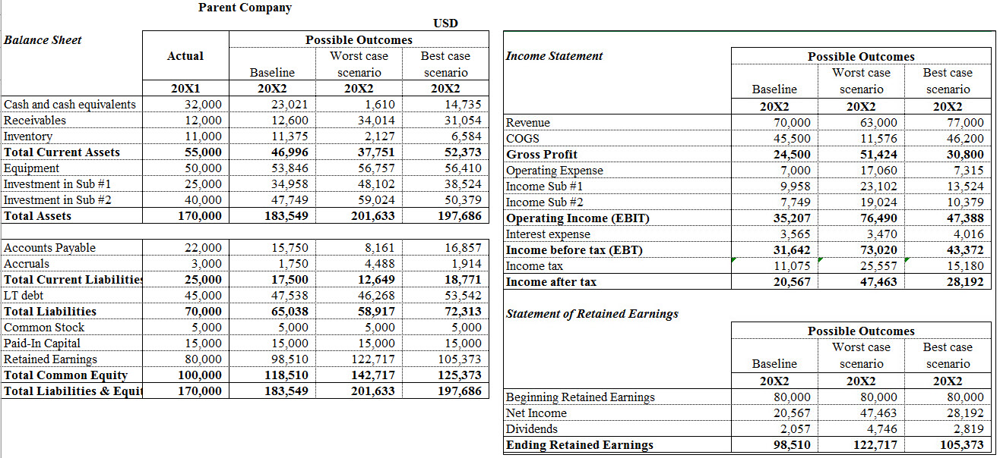 Parent Company
USD
Balance Sheet
Actual Possible Outcomes
Baseline Worst case scenario Best case scenario
20X1 20X2 20X2 20X2
Cash and cash equivalents 32,000 23,021 1,610 14,735
Receivables 12,000 12,600 34,014 31,054
Inventory 11,000 11,375 2,127 6,584
Total Current Assets 55,000 46,996 37,751 52,373
Equipment 50,000 53,846 56,757 56,410
Investment in Sub #1 25,000 34,958 48,102 38,524
Investment in Sub #2 40,000 47,749 59,024 50,379
Total Assets 170,000 183,549 201,633 197,686
Accounts Payable 22,000 15,750 8,161 16,857
Accruals 3,000 1,750 4,488 1,914
Total Current Liabilities 25,000 17,500 12,649 18,771
LT debt 45,000 47,538 46,268 53,542
Total Liabilities 70,000 65,038 58,917 72,313
Common Stock 5,000 5,000 5,000 5,000
Paid-In Capital 15,000 15,000 15,000 15,000
Retained Earnings 80,000 98,510 122,717 105,373
Total Common Equity 100,000 118,510 142,717 125,373
Total Liabilities & Equit 170,000 183,549 201,633 197,686
Income Statement
Possible Outcomes
Baseline Worst case scenario Best case scenario
20X2 20X2 20X2
Revenue 70,000 63,000 77,000
COGS 45,500 11,576 46,200
Gross Profit 24,500 51,424 30,800
Operating Expense 7,000 17,060 7,315
Income Sub #1 9,958 23,102 13,524
Income Sub #2 7,749 19,024 10,379
Operating Income (EBIT) 35,207 76,490 47,388
Interest expense 3,565 3,470 4,016
Income before tax (EBT) 31,642 73,020 43,372
Income tax 11,075 25,557 15,180
Income after tax 20,567 47,463 28,192
Statement of Retained Earnings
Possible Outcomes
Baseline Worst case scenario Best case scenario
20X2 20X2 20X2
Beginning Retained Earnings 80,000 80,000 80,000
Net Income 20,567 47,463 28,192
Dividends 2,057 4,746 2,819
Ending Retained Earnings 98,510 122,717 105,373